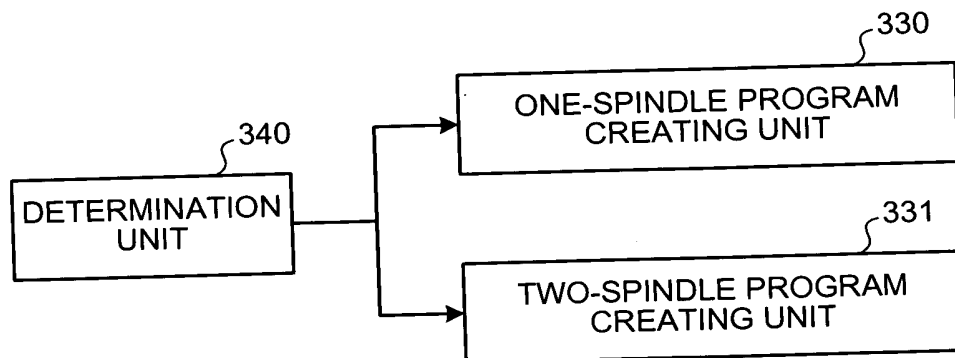 330
ONE-SPINDLE PROGRAM
CREATING UNIT
340
DETERMINATION
UNIT
331
TWO-SPINDLE PROGRAM
CREATING UNIT